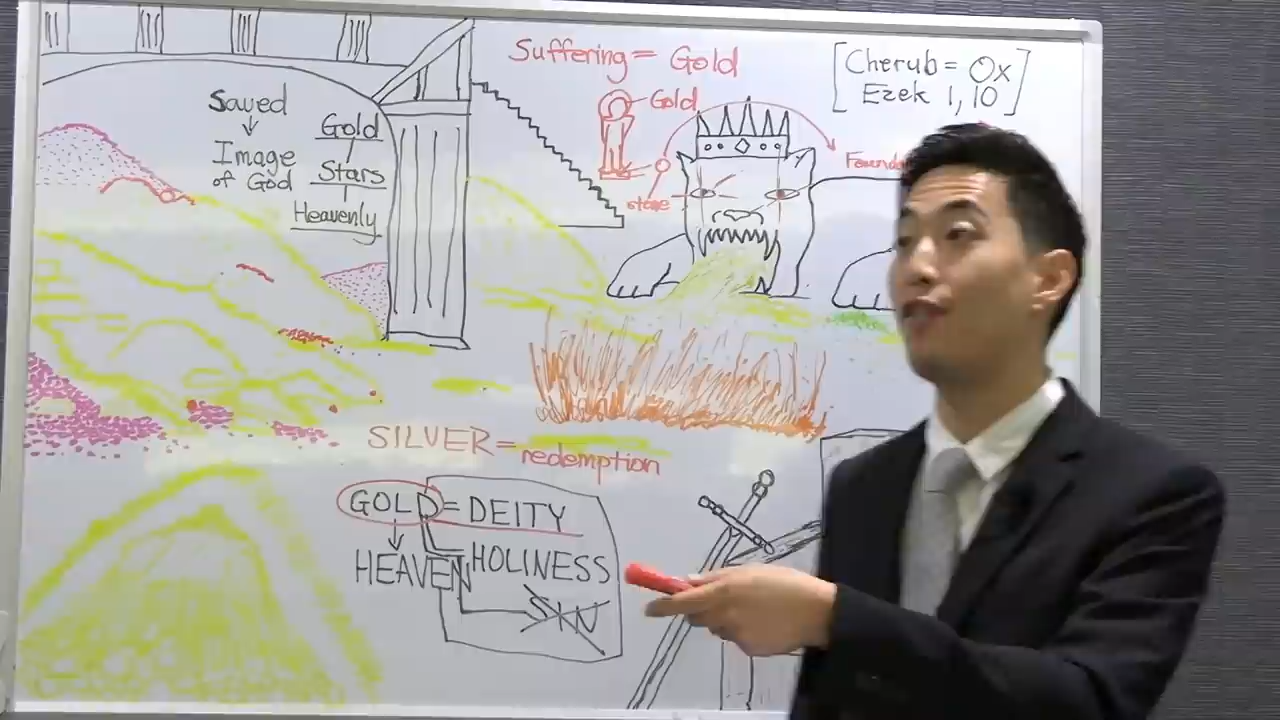 Suffering = Gold
[Cherub = Ox
Ezek 1, 10]
Saved
Image
of God
Gold
Stars
Heavenly
Gold
stone
SILVER = redemption
GOLD = DEITY
HEAVEN
HOLINESS
SIN